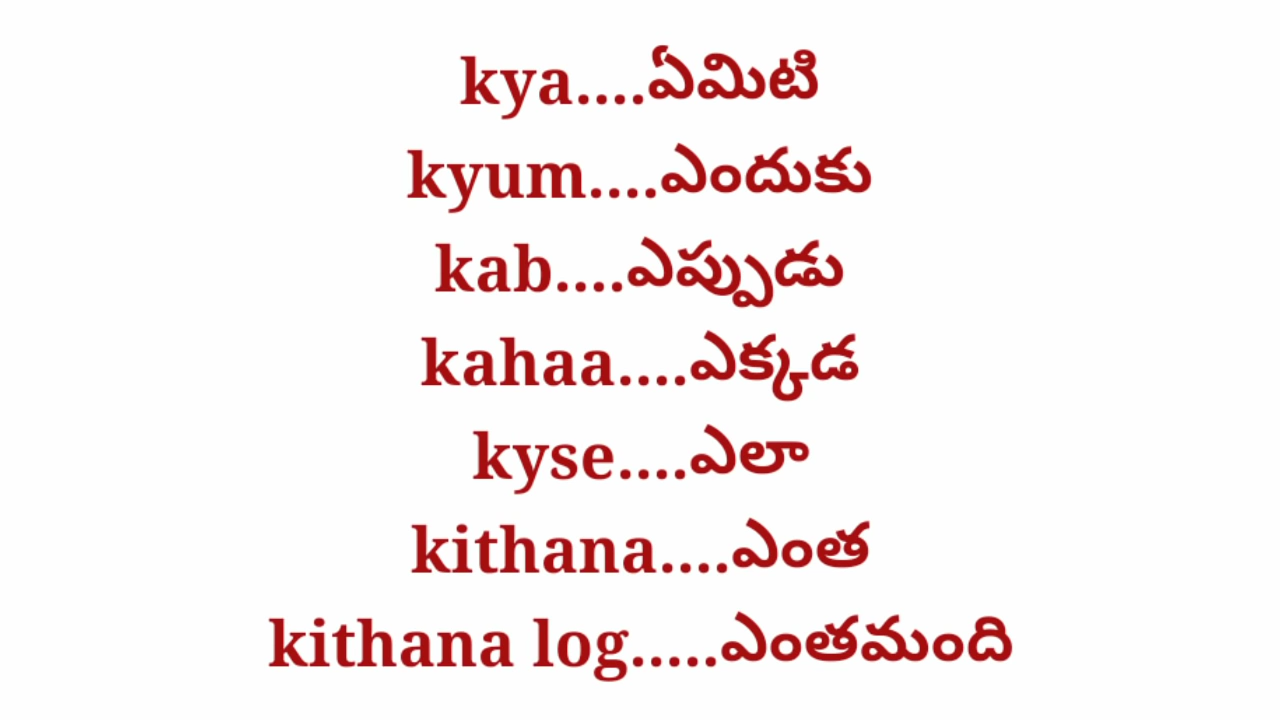 kya....ఏమిటి
kyum....ఎందుకు
kab....ఎప్పుడు
kahaa....ఎక్కడ
kyse....ఎలా
kithana....ఎంత
kithana log.....ఎంతమంది